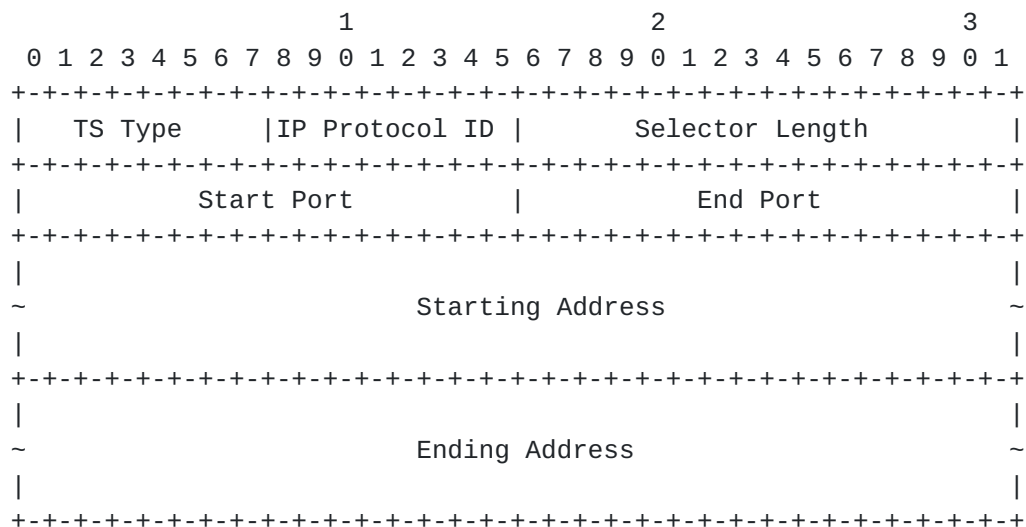 1                   2                   3
 0 1 2 3 4 5 6 7 8 9 0 1 2 3 4 5 6 7 8 9 0 1 2 3 4 5 6 7 8 9 0 1
+-+-+-+-+-+-+-+-+-+-+-+-+-+-+-+-+-+-+-+-+-+-+-+-+-+-+-+-+-+-+-+-+
|   TS Type     |IP Protocol ID |       Selector Length         |
+-+-+-+-+-+-+-+-+-+-+-+-+-+-+-+-+-+-+-+-+-+-+-+-+-+-+-+-+-+-+-+-+
|           Start Port          |           End Port            |
+-+-+-+-+-+-+-+-+-+-+-+-+-+-+-+-+-+-+-+-+-+-+-+-+-+-+-+-+-+-+-+-+
|                                                               |
~                         Starting Address                      ~
|                                                               |
+-+-+-+-+-+-+-+-+-+-+-+-+-+-+-+-+-+-+-+-+-+-+-+-+-+-+-+-+-+-+-+-+
|                                                               |
~                         Ending Address                        ~
|                                                               |
+-+-+-+-+-+-+-+-+-+-+-+-+-+-+-+-+-+-+-+-+-+-+-+-+-+-+-+-+-+-+-+-+